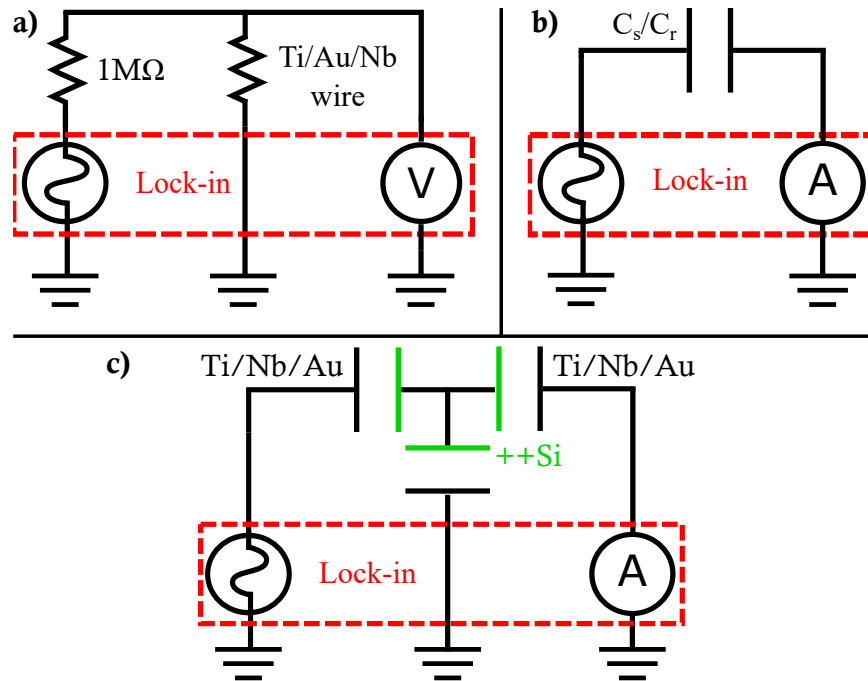 a)
1MΩ
Ti/Au/Nb
wire
Lock-in
V
b)
Cₛ/Cᵣ
Lock-in
A
c)
Ti/Nb/Au
Ti/Nb/Au
++Si
Lock-in
A